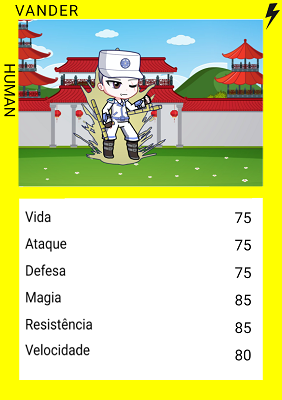 VANDER
HUMAN
Vida 75
Ataque 75
Defesa 75
Magia 85
Resistência 85
Velocidade 80